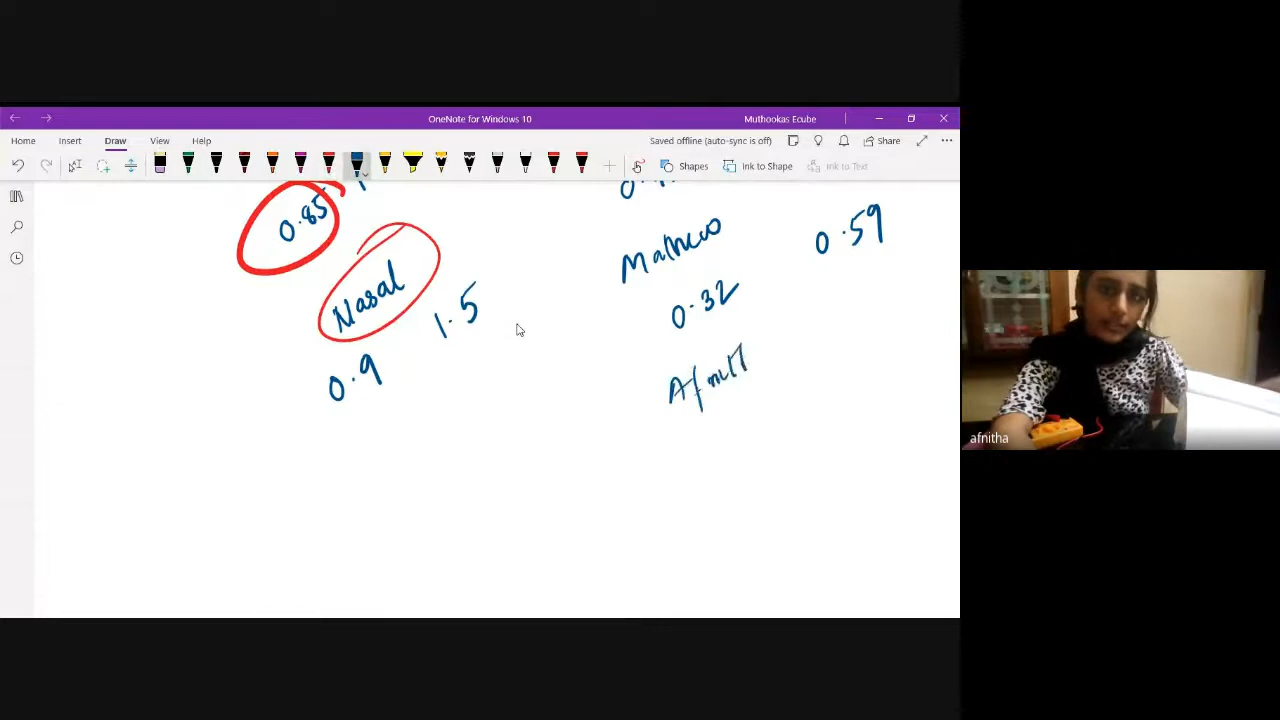 OneNote for Windows 10
Muthookas Ecube
Home Insert Draw View Help
Saved offline (auto-sync is off)
Share
Shapes
Ink to Shape
Ink to Text
0.85
0.59
Mathew
Nasal
1.5
0.32
0.9
afnitha